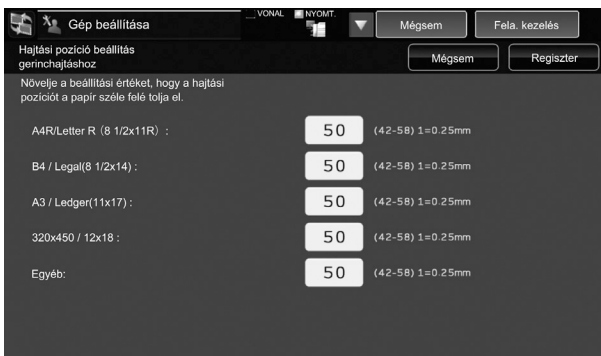 Gép beállítása
VONAL
NYOMT.
Mégsem
Fela. kezelés
Hajtási pozíció beállítás
gerinchajtáshoz
Mégsem
Regiszter
Növelje a beállítási értéket, hogy a hajtási
pozíciót a papír széle felé tolja el.
A4R/Letter R (8 1/2x11R) : 50 (42-58) 1=0.25mm
B4 / Legal(8 1/2x14) : 50 (42-58) 1=0.25mm
A3 / Ledger(11x17) : 50 (42-58) 1=0.25mm
320x450 / 12x18 : 50 (42-58) 1=0.25mm
Egyéb: 50 (42-58) 1=0.25mm